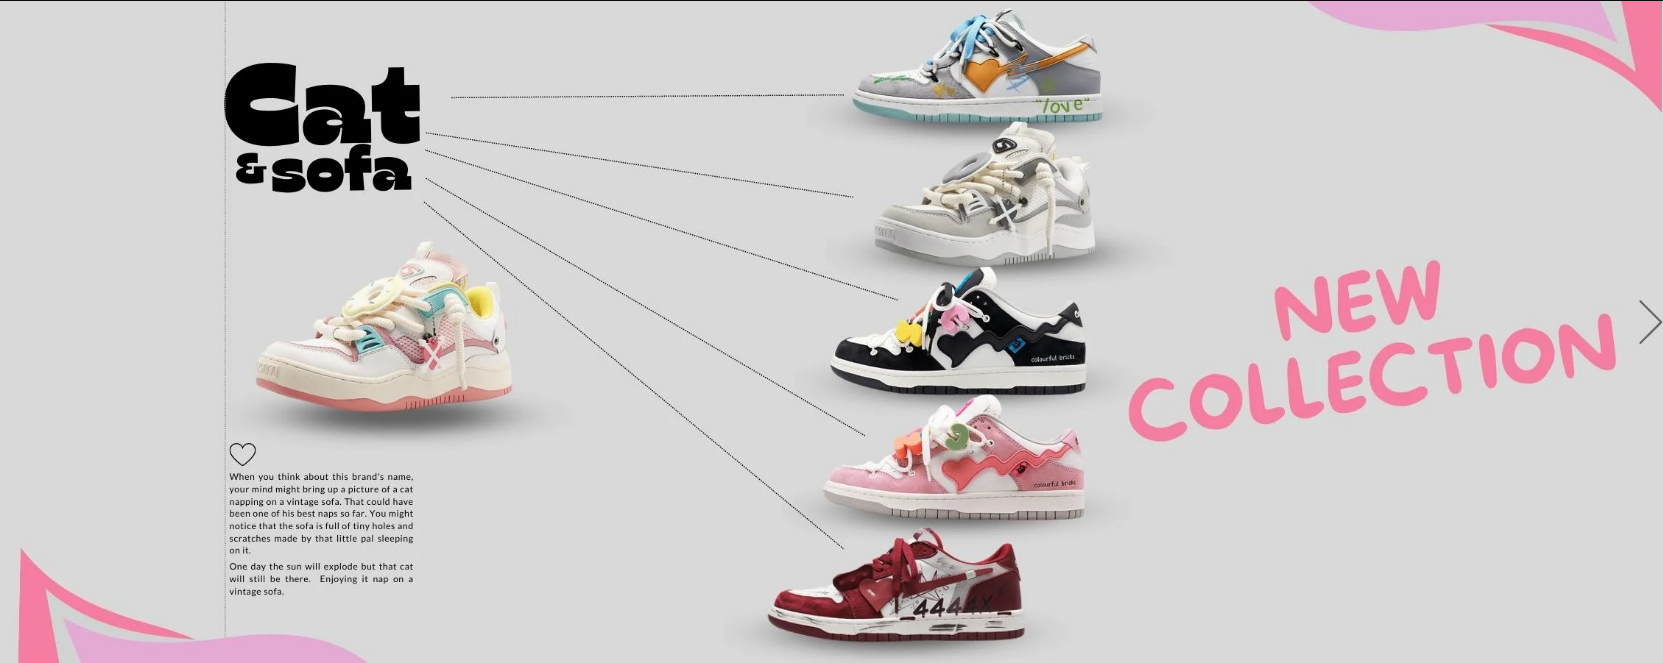 Cat
& sofa
"love"
colourful bricks
colourful bricks
4444X
NEW
COLLECTION
When you think about this brand's name,
your mind might bring up a picture of a cat
napping on a vintage sofa. That could have
been one of his best naps so far. You might
notice that the sofa is full of tiny holes and
scratches made by that little pal sleeping
on it.
One day the sun will explode but that cat
will still be there. Enjoying it nap on a
vintage sofa.